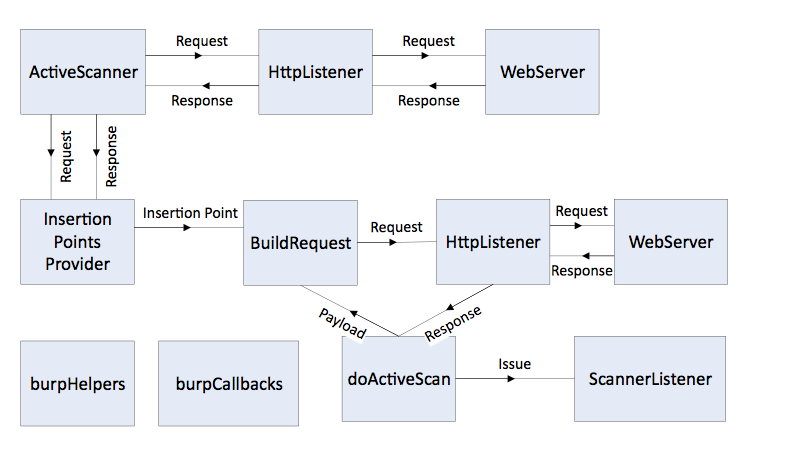 Request
Request
ActiveScanner
HttpListener
WebServer
Response
Response
Request
Response
Insertion
Points
Provider
Insertion Point
BuildRequest
Request
HttpListener
Request
Response
WebServer
Payload
Response
burpHelpers
burpCallbacks
doActiveScan
Issue
ScannerListener